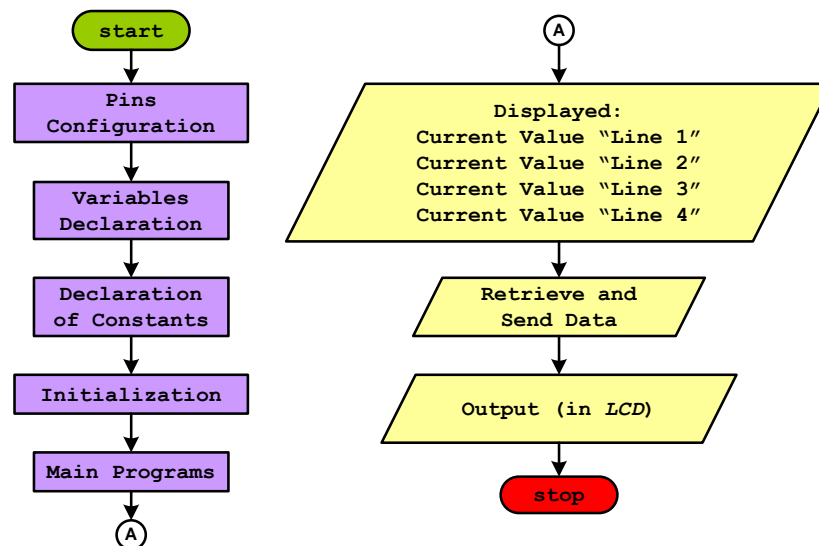 start
Pins
Configuration
Variables
Declaration
Declaration
of Constants
Initialization
Main Programs
A
A
Displayed:
Current Value “Line 1”
Current Value “Line 2”
Current Value “Line 3”
Current Value “Line 4”
Retrieve and
Send Data
Output (in LCD)
stop